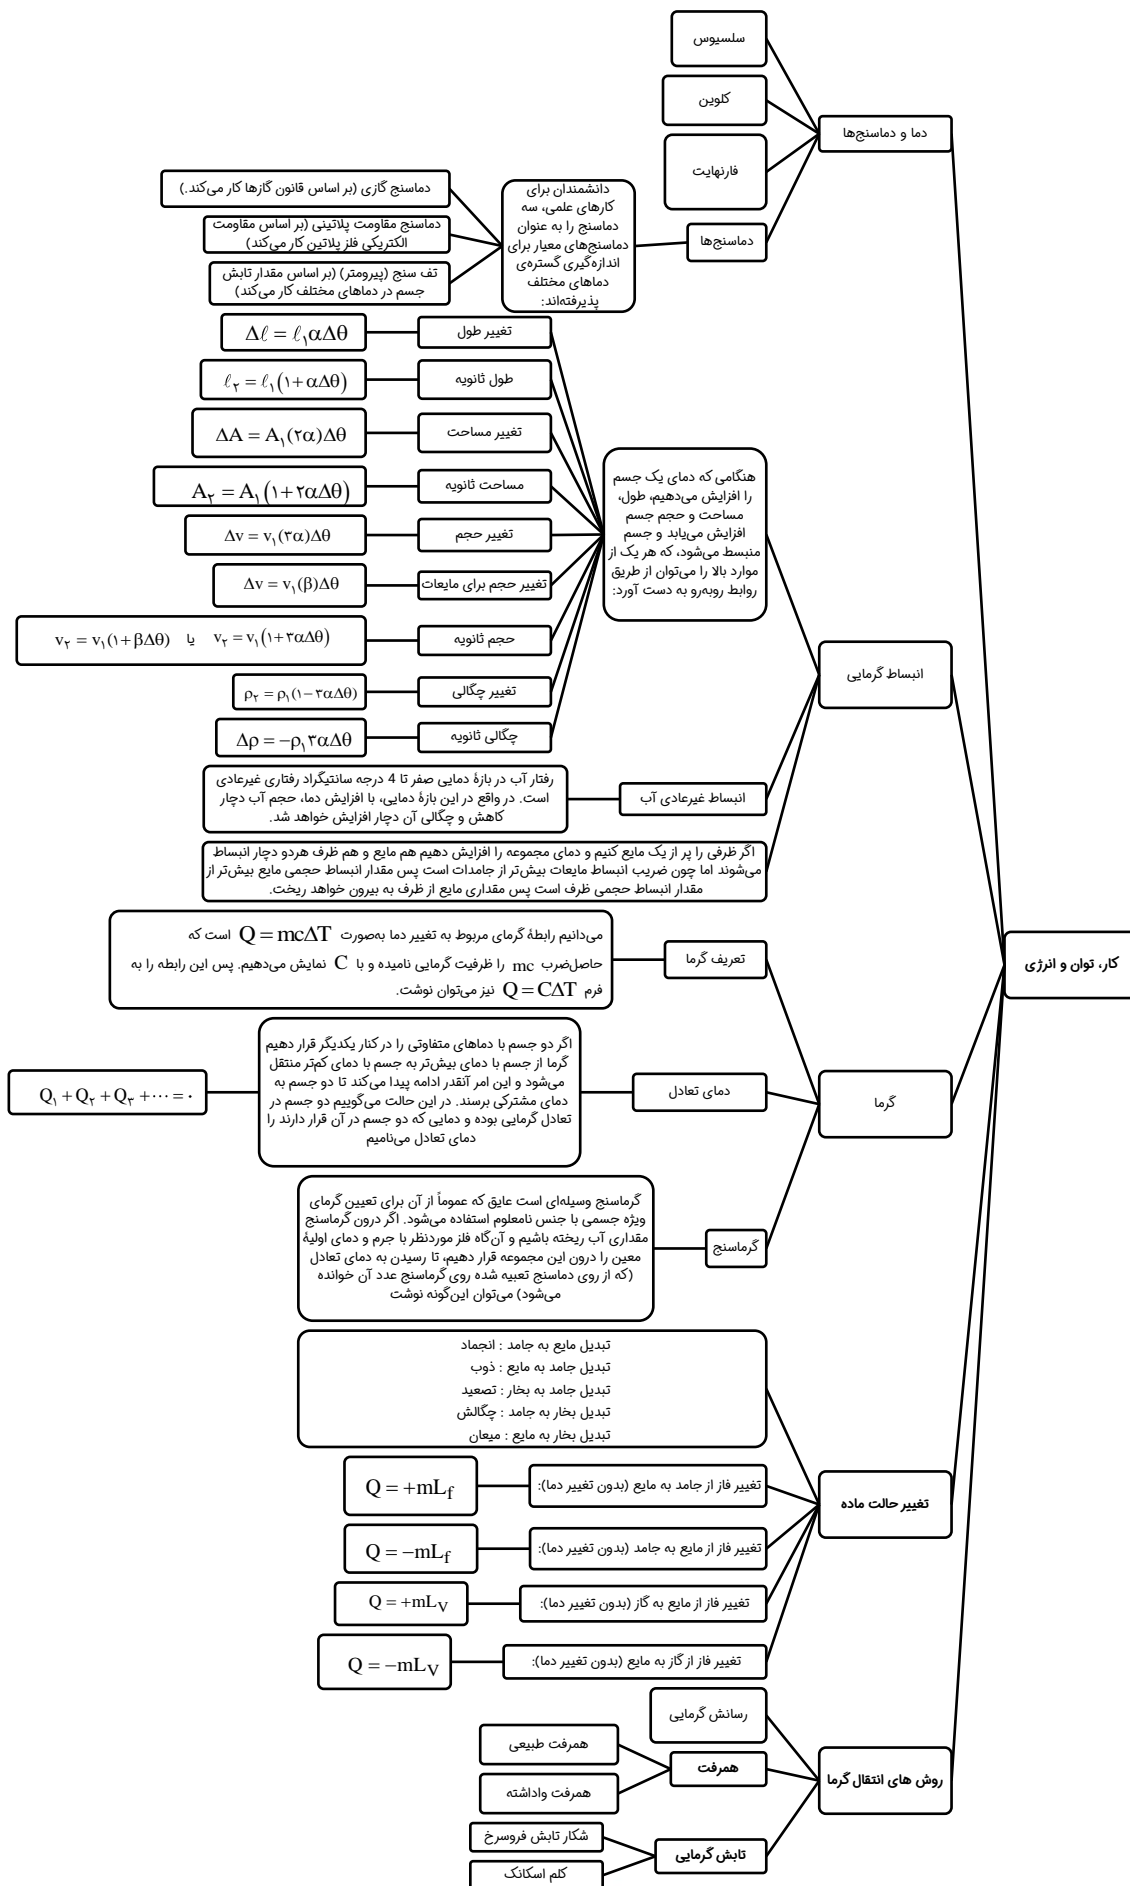 کار، توان و انرژی
دما و دماسنج‌ها
سلسیوس
کلوین
فارنهایت
دماسنج‌ها
دانشمندان برای
کارهای علمی، سه
دماسنج را به عنوان
دماسنج‌های معیار برای
اندازه‌گیری گستره‌ی
دماهای مختلف
پذیرفته‌اند:
دماسنج گازی (بر اساس قانون گازها کار می‌کند.)
دماسنج مقاومت پلاتینی (بر اساس مقاومت
الکتریکی فلز پلاتین کار می‌کند)
تف سنج (پیرومتر) (بر اساس مقدار تابش
جسم در دماهای مختلف کار می‌کند)
انبساط گرمایی
هنگامی که دمای یک جسم
را افزایش می‌دهیم، طول،
مساحت و حجم جسم
افزایش می‌یابد و جسم
منبسط می‌شود، که هر یک از
موارد بالا را می‌توان از طریق
روابط روبه‌رو به دست آورد:
تغییر طول
Δℓ = ℓ₁αΔθ
طول ثانویه
ℓ₂ = ℓ₁(۱+αΔθ)
تغییر مساحت
ΔA = A₁(۲α)Δθ
مساحت ثانویه
A₂ = A₁(۱+۲αΔθ)
تغییر حجم
Δv = v₁(۳α)Δθ
تغییر حجم برای مایعات
Δv = v₁(β)Δθ
حجم ثانویه
v₂ = v₁(۱+۳αΔθ) یا v₂ = v₁(۱+βΔθ)
تغییر چگالی
ρ₂ = ρ₁(۱−۳αΔθ)
چگالی ثانویه
Δρ = −ρ₁۳αΔθ
انبساط غیرعادی آب
رفتار آب در بازهٔ دمایی صفر تا 4 درجه سانتیگراد رفتاری غیرعادی
است. در واقع در این بازهٔ دمایی، با افزایش دما، حجم آب دچار
کاهش و چگالی آن دچار افزایش خواهد شد.
اگر ظرفی را پر از یک مایع کنیم و دمای مجموعه را افزایش دهیم هم مایع و هم ظرف هردو دچار انبساط
می‌شوند اما چون ضریب انبساط مایعات بیش‌تر از جامدات است پس مقدار انبساط حجمی مایع بیش‌تر از
مقدار انبساط حجمی ظرف است پس مقداری مایع از ظرف به بیرون خواهد ریخت.
گرما
تعریف گرما
می‌دانیم رابطهٔ گرمای مربوط به تغییر دما به‌صورت Q = mcΔT است که
حاصل‌ضرب mc را ظرفیت گرمایی نامیده و با C نمایش می‌دهیم. پس این رابطه را به
فرم Q = CΔT نیز می‌توان نوشت.
دمای تعادل
اگر دو جسم با دماهای متفاوتی را در کنار یکدیگر قرار دهیم
گرما از جسم با دمای بیش‌تر به جسم با دمای کم‌تر منتقل
می‌شود و این امر آنقدر ادامه پیدا می‌کند تا دو جسم به
دمای مشترکی برسند. در این حالت می‌گوییم دو جسم در
تعادل گرمایی بوده و دمایی که دو جسم در آن قرار دارند را
دمای تعادل می‌نامیم
Q₁ + Q₂ + Q₃ + ⋯ = ۰
گرماسنج
گرماسنج وسیله‌ای است عایق که عموماً از آن برای تعیین گرمای
ویژه جسمی با جنس نامعلوم استفاده می‌شود. اگر درون گرماسنج
مقداری آب ریخته باشیم و آن‌گاه فلز موردنظر با جرم و دمای اولیهٔ
معین را درون این مجموعه قرار دهیم، تا رسیدن به دمای تعادل
(که از روی دماسنج تعبیه شده روی گرماسنج عدد آن خوانده
می‌شود) می‌توان این‌گونه نوشت
تغییر حالت ماده
تبدیل مایع به جامد : انجماد
تبدیل جامد به مایع : ذوب
تبدیل جامد به بخار : تصعید
تبدیل بخار به جامد : چگالش
تبدیل بخار به مایع : میعان
تغییر فاز از جامد به مایع (بدون تغییر دما):
Q = +mL_f
تغییر فاز از مایع به جامد (بدون تغییر دما):
Q = −mL_f
تغییر فاز از مایع به گاز (بدون تغییر دما):
Q = +mL_V
تغییر فاز از گاز به مایع (بدون تغییر دما):
Q = −mL_V
روش های انتقال گرما
رسانش گرمایی
همرفت
همرفت طبیعی
همرفت واداشته
تابش گرمایی
شکار تابش فروسرخ
کلم اسکانک